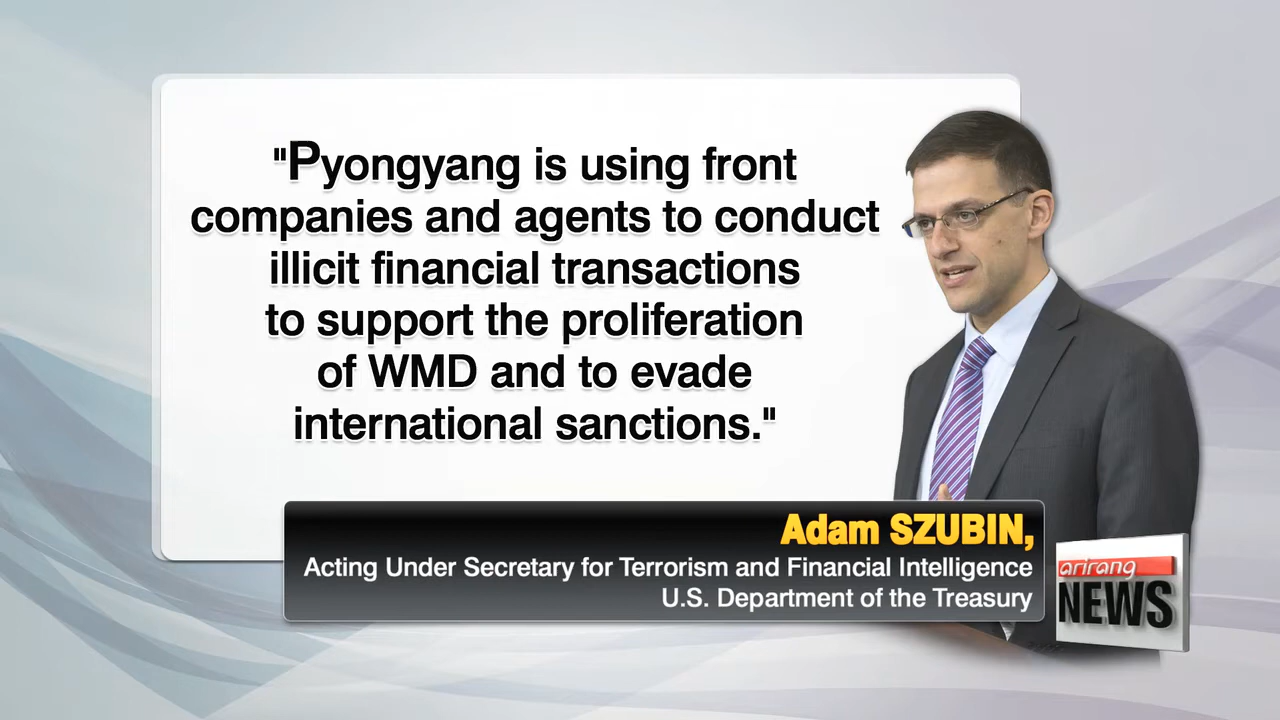 "Pyongyang is using front
companies and agents to conduct
illicit financial transactions
to support the proliferation
of WMD and to evade
international sanctions."
Adam SZUBIN,
Acting Under Secretary for Terrorism and Financial Intelligence
U.S. Department of the Treasury
arirang
NEWS